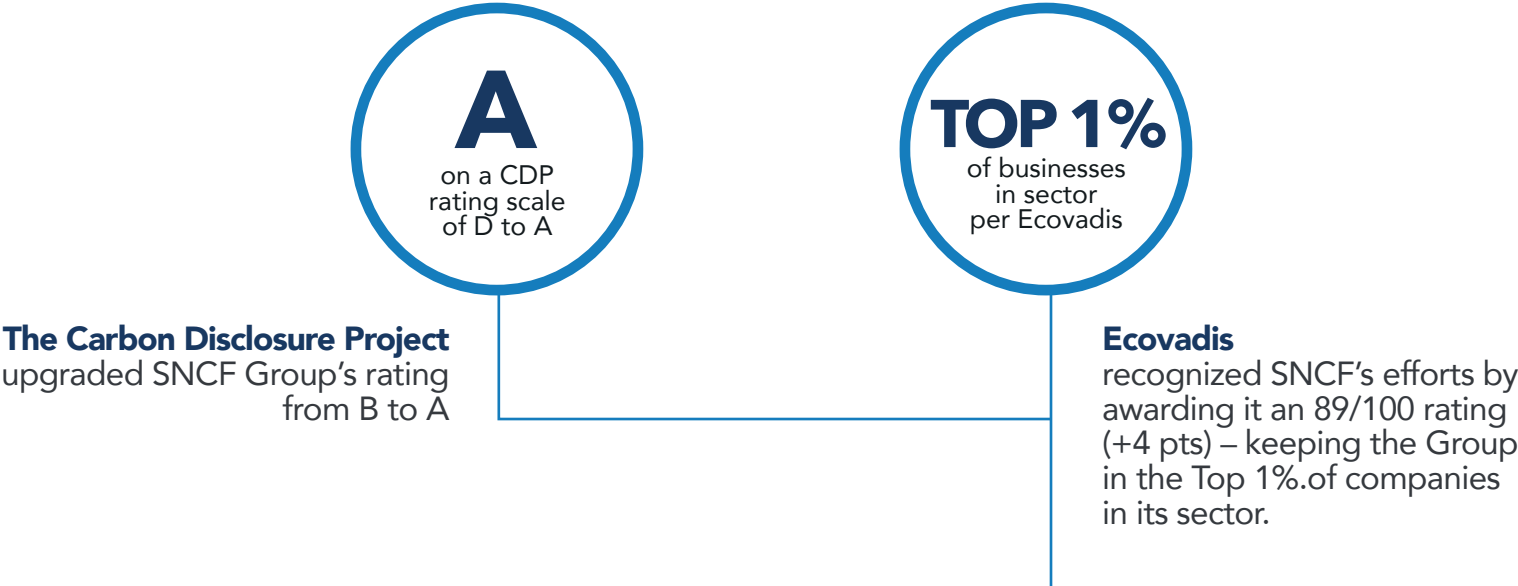 A
on a CDP
rating scale
of D to A
TOP 1%
of businesses
in sector
per Ecovadis
The Carbon Disclosure Project
upgraded SNCF Group’s rating
from B to A
Ecovadis
recognized SNCF’s efforts by
awarding it an 89/100 rating
(+4 pts) – keeping the Group
in the Top 1%.of companies
in its sector.